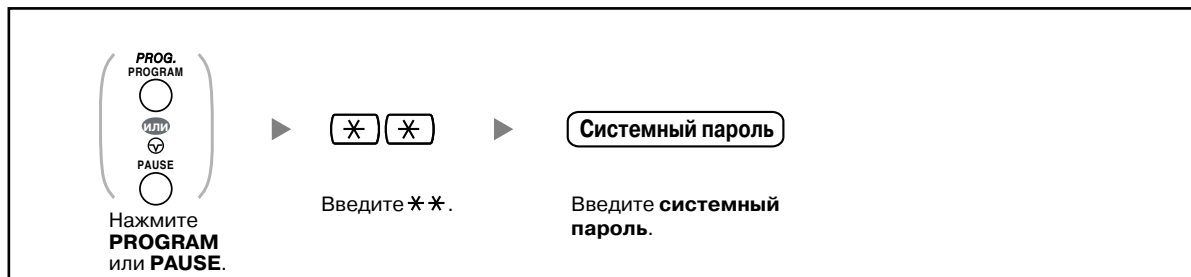 PROG.
PROGRAM
или
PAUSE
Нажмите
PROGRAM
или PAUSE.
✳ ✳
Введите ✳ ✳.
Системный пароль
Введите системный
пароль.